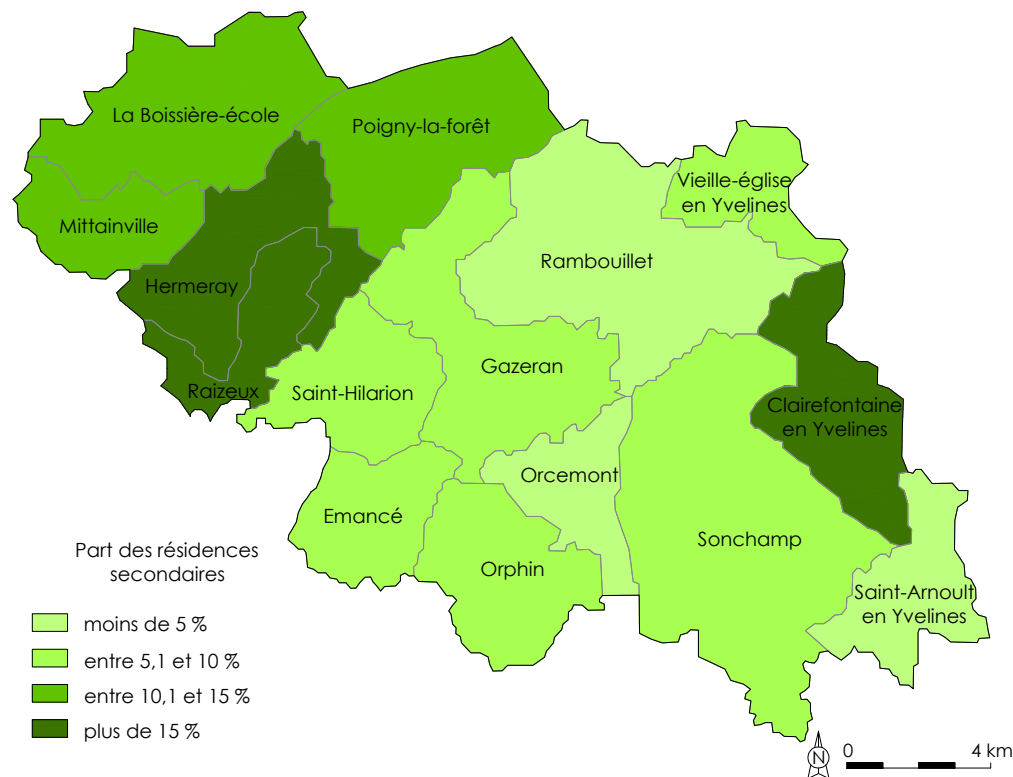 La Boissière-école
Poigny-la-forêt
Vieille-église
en Yvelines
Mittainville
Rambouillet
Hermeray
Gazeran
Raizeux
Saint-Hilarion
Clairefontaine
en Yvelines
Orcemont
Emancé
Sonchamp
Orphin
Saint-Arnoult
en Yvelines
Part des résidences
secondaires
moins de 5 %
entre 5,1 et 10 %
entre 10,1 et 15 %
plus de 15 %
N
0 4 km